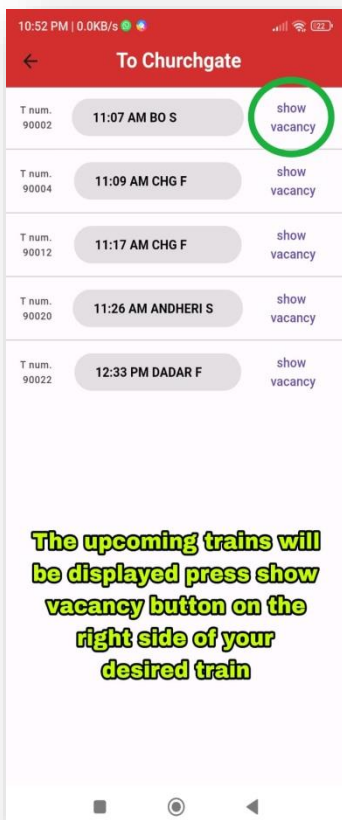 10:52 PM | 0.0KB/s 22
To Churchgate
T num.
90002
11:07 AM BO S
show
vacancy
T num.
90004
11:09 AM CHG F
show
vacancy
T num.
90012
11:17 AM CHG F
show
vacancy
T num.
90020
11:26 AM ANDHERI S
show
vacancy
T num.
90022
12:33 PM DADAR F
show
vacancy
The upcoming trains will
be displayed press show
vacancy button on the
right side of your
desired train